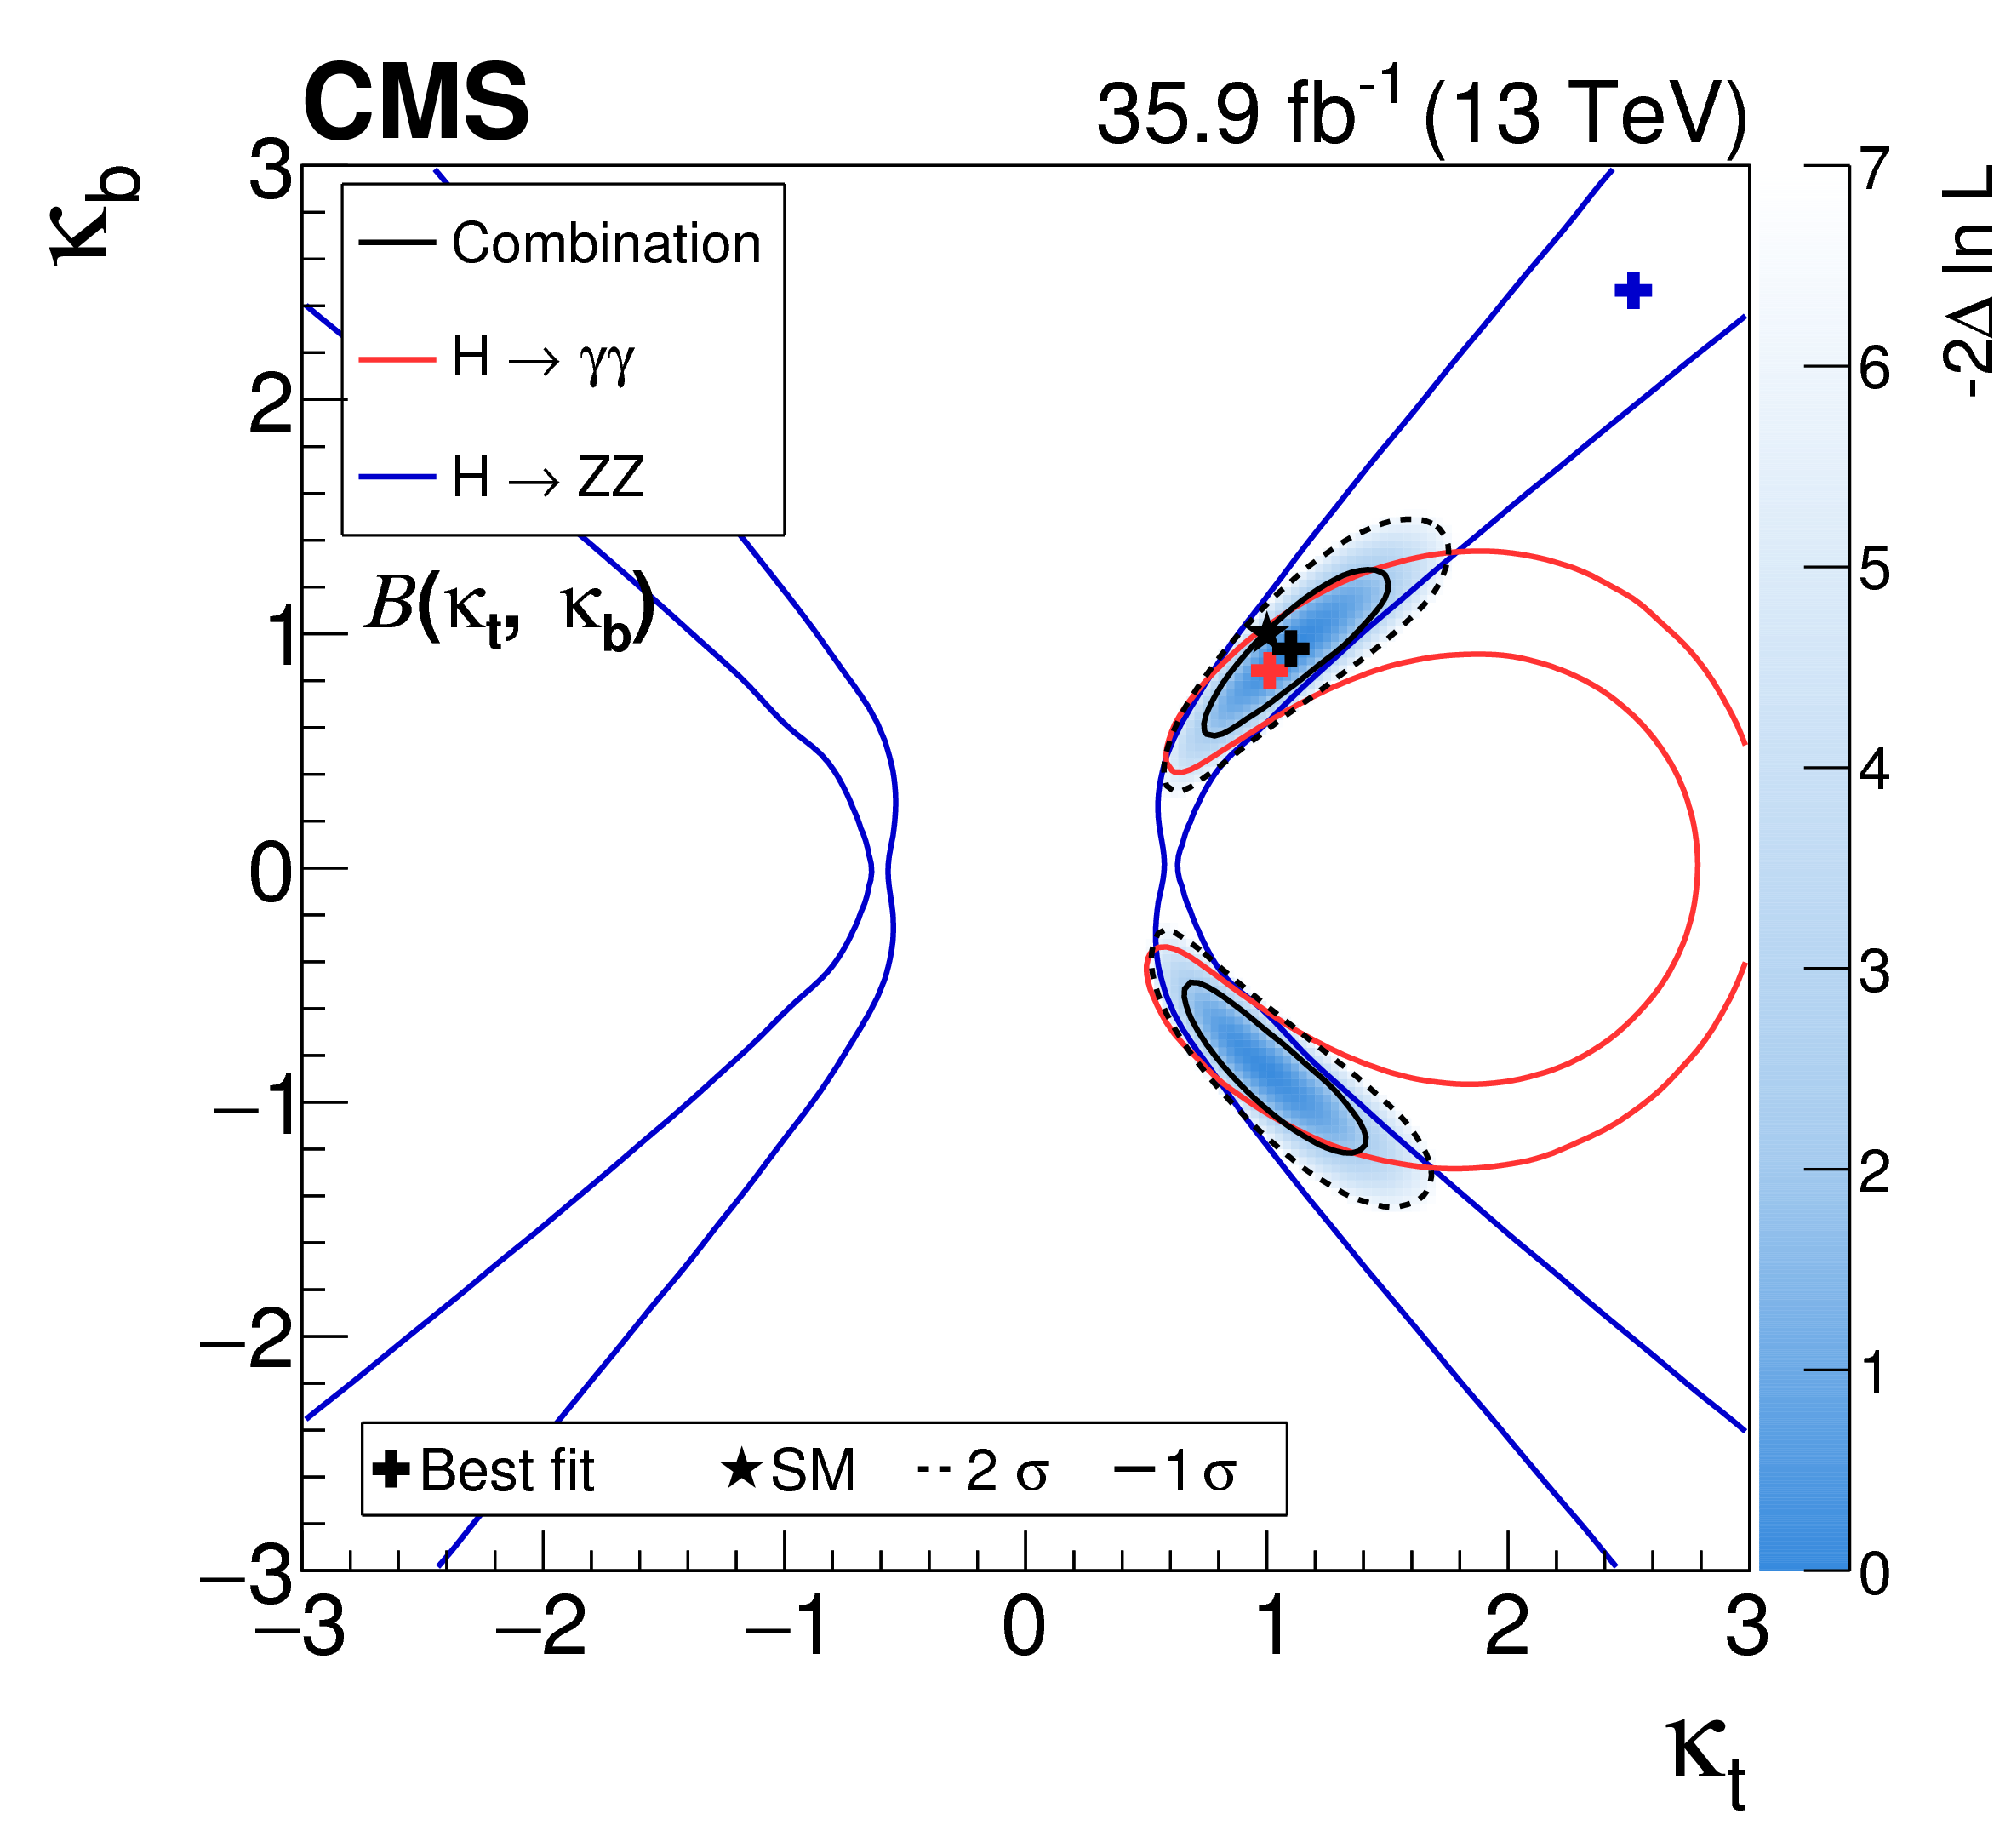 CMS
35.9 fb⁻¹ (13 TeV)
κb
3
2
1
0
−1
−2
−3
Combination
H → γγ
H → ZZ
B(κt, κb)
Best fit ★ SM -- 2 σ — 1 σ
−3 −2 −1 0 1 2 3
κt
7
6
5
4
3
2
1
0
-2Δ ln L